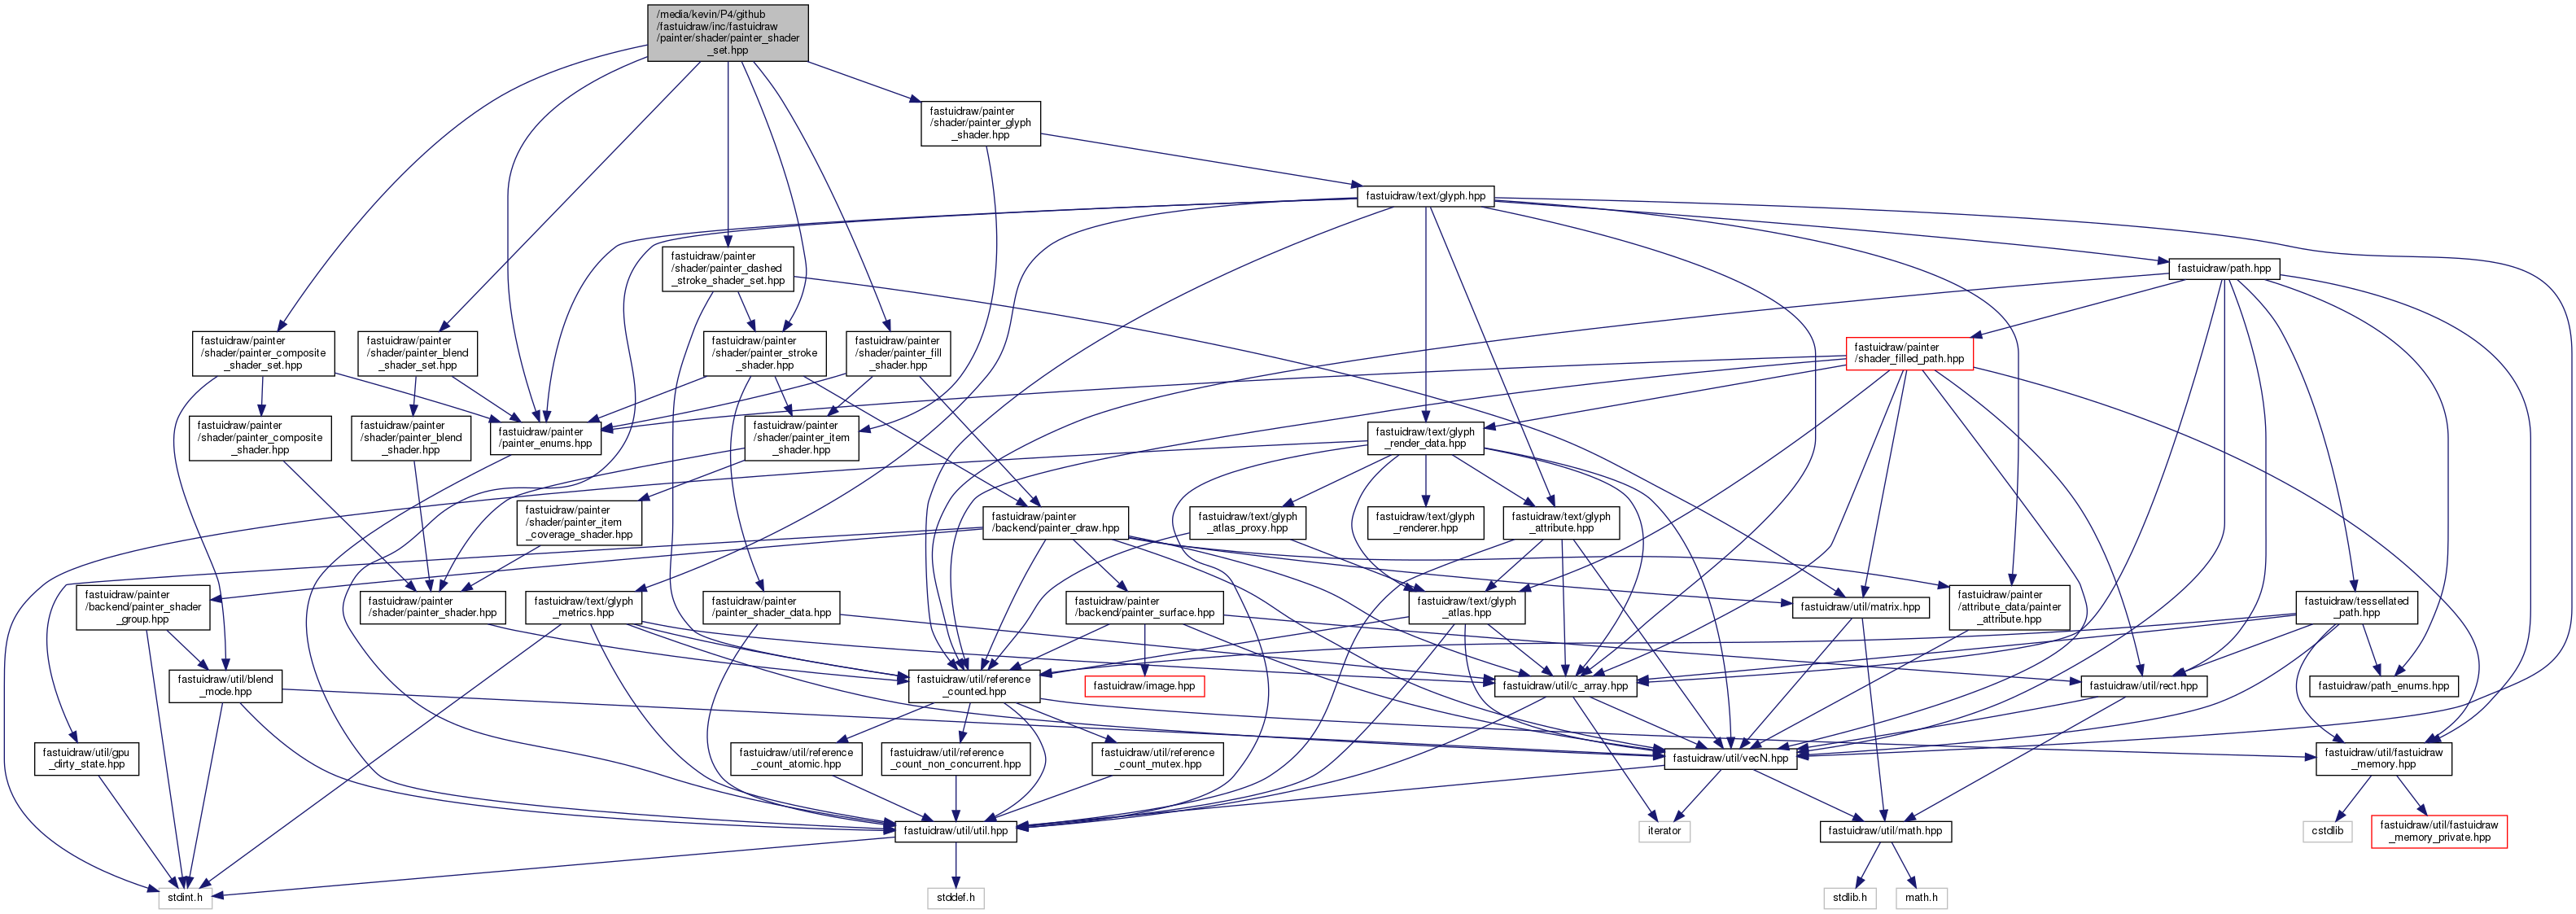 /media/kevin/P4/github
/fastuidraw/inc/fastuidraw
/painter/shader/painter_shader
_set.hpp
fastuidraw/painter
/shader/painter_glyph
_shader.hpp
fastuidraw/text/glyph.hpp
fastuidraw/painter
/shader/painter_dashed
_stroke_shader_set.hpp
fastuidraw/path.hpp
fastuidraw/painter
/shader/painter_composite
_shader_set.hpp
fastuidraw/painter
/shader/painter_blend
_shader_set.hpp
fastuidraw/painter
/shader/painter_stroke
_shader.hpp
fastuidraw/painter
/shader/painter_fill
_shader.hpp
fastuidraw/painter
/shader_filled_path.hpp
fastuidraw/painter
/shader/painter_composite
_shader.hpp
fastuidraw/painter
/shader/painter_blend
_shader.hpp
fastuidraw/painter
/painter_enums.hpp
fastuidraw/painter
/shader/painter_item
_shader.hpp
fastuidraw/text/glyph
_render_data.hpp
fastuidraw/painter
/shader/painter_item
_coverage_shader.hpp
fastuidraw/painter
/backend/painter_draw.hpp
fastuidraw/text/glyph
_atlas_proxy.hpp
fastuidraw/text/glyph
_renderer.hpp
fastuidraw/text/glyph
_attribute.hpp
fastuidraw/painter
/backend/painter_shader
_group.hpp
fastuidraw/painter
/shader/painter_shader.hpp
fastuidraw/text/glyph
_metrics.hpp
fastuidraw/painter
/painter_shader_data.hpp
fastuidraw/painter
/backend/painter_surface.hpp
fastuidraw/text/glyph
_atlas.hpp
fastuidraw/util/matrix.hpp
fastuidraw/painter
/attribute_data/painter
_attribute.hpp
fastuidraw/tessellated
_path.hpp
fastuidraw/util/blend
_mode.hpp
fastuidraw/util/reference
_counted.hpp
fastuidraw/image.hpp
fastuidraw/util/c_array.hpp
fastuidraw/util/rect.hpp
fastuidraw/path_enums.hpp
fastuidraw/util/gpu
_dirty_state.hpp
fastuidraw/util/reference
_count_atomic.hpp
fastuidraw/util/reference
_count_non_concurrent.hpp
fastuidraw/util/reference
_count_mutex.hpp
fastuidraw/util/vecN.hpp
fastuidraw/util/fastuidraw
_memory.hpp
fastuidraw/util/util.hpp
iterator
fastuidraw/util/math.hpp
cstdlib
fastuidraw/util/fastuidraw
_memory_private.hpp
stdint.h
stddef.h
stdlib.h
math.h